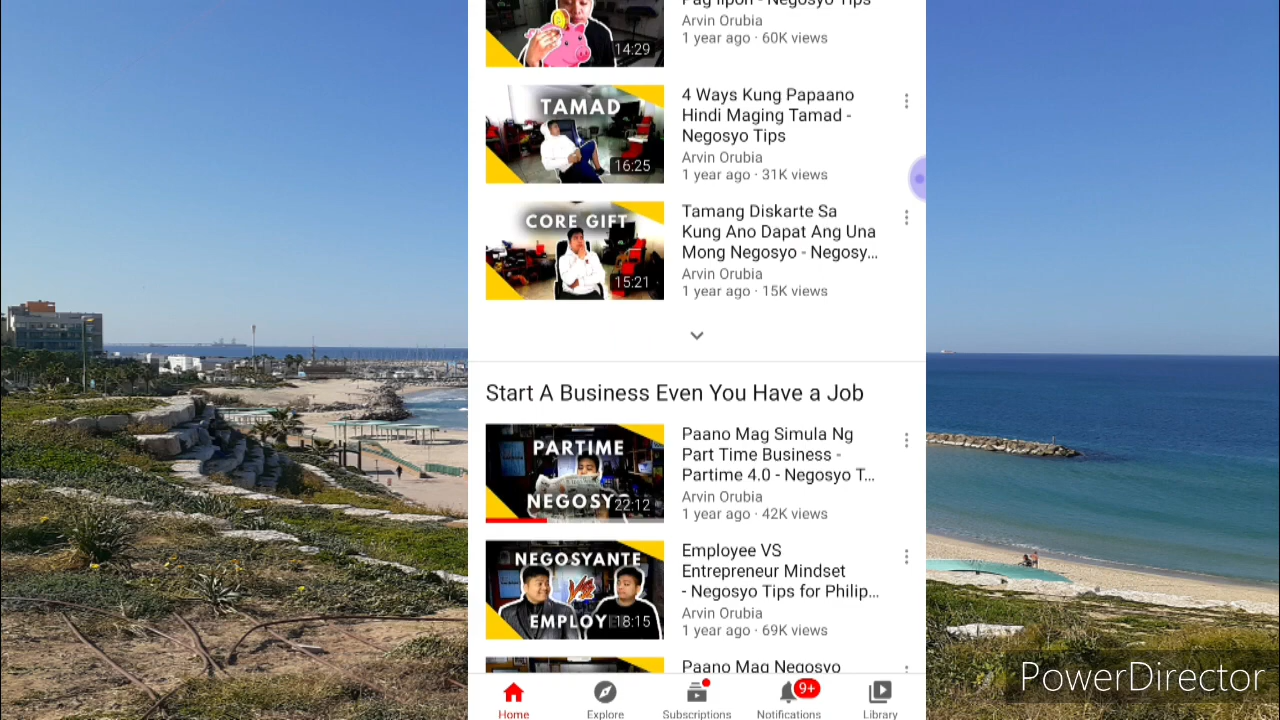 Pag Ipon - Negosyo Tips
Arvin Orubia
1 year ago · 60K views
14:29
TAMAD
16:25
4 Ways Kung Papaano
Hindi Maging Tamad -
Negosyo Tips
Arvin Orubia
1 year ago · 31K views
CORE GIFT
15:21
Tamang Diskarte Sa
Kung Ano Dapat Ang Una
Mong Negosyo - Negosy...
Arvin Orubia
1 year ago · 15K views
Start A Business Even You Have a Job
PARTIME
NEGOSYO
22:12
Paano Mag Simula Ng
Part Time Business -
Partime 4.0 - Negosyo T...
Arvin Orubia
1 year ago · 42K views
NEGOSYANTE
VS
EMPLOY
18:15
Employee VS
Entrepreneur Mindset
- Negosyo Tips for Philip...
Arvin Orubia
1 year ago · 69K views
Paano Mag Negosyo
Home
Explore
Subscriptions
9+
Notifications
Library
PowerDirector